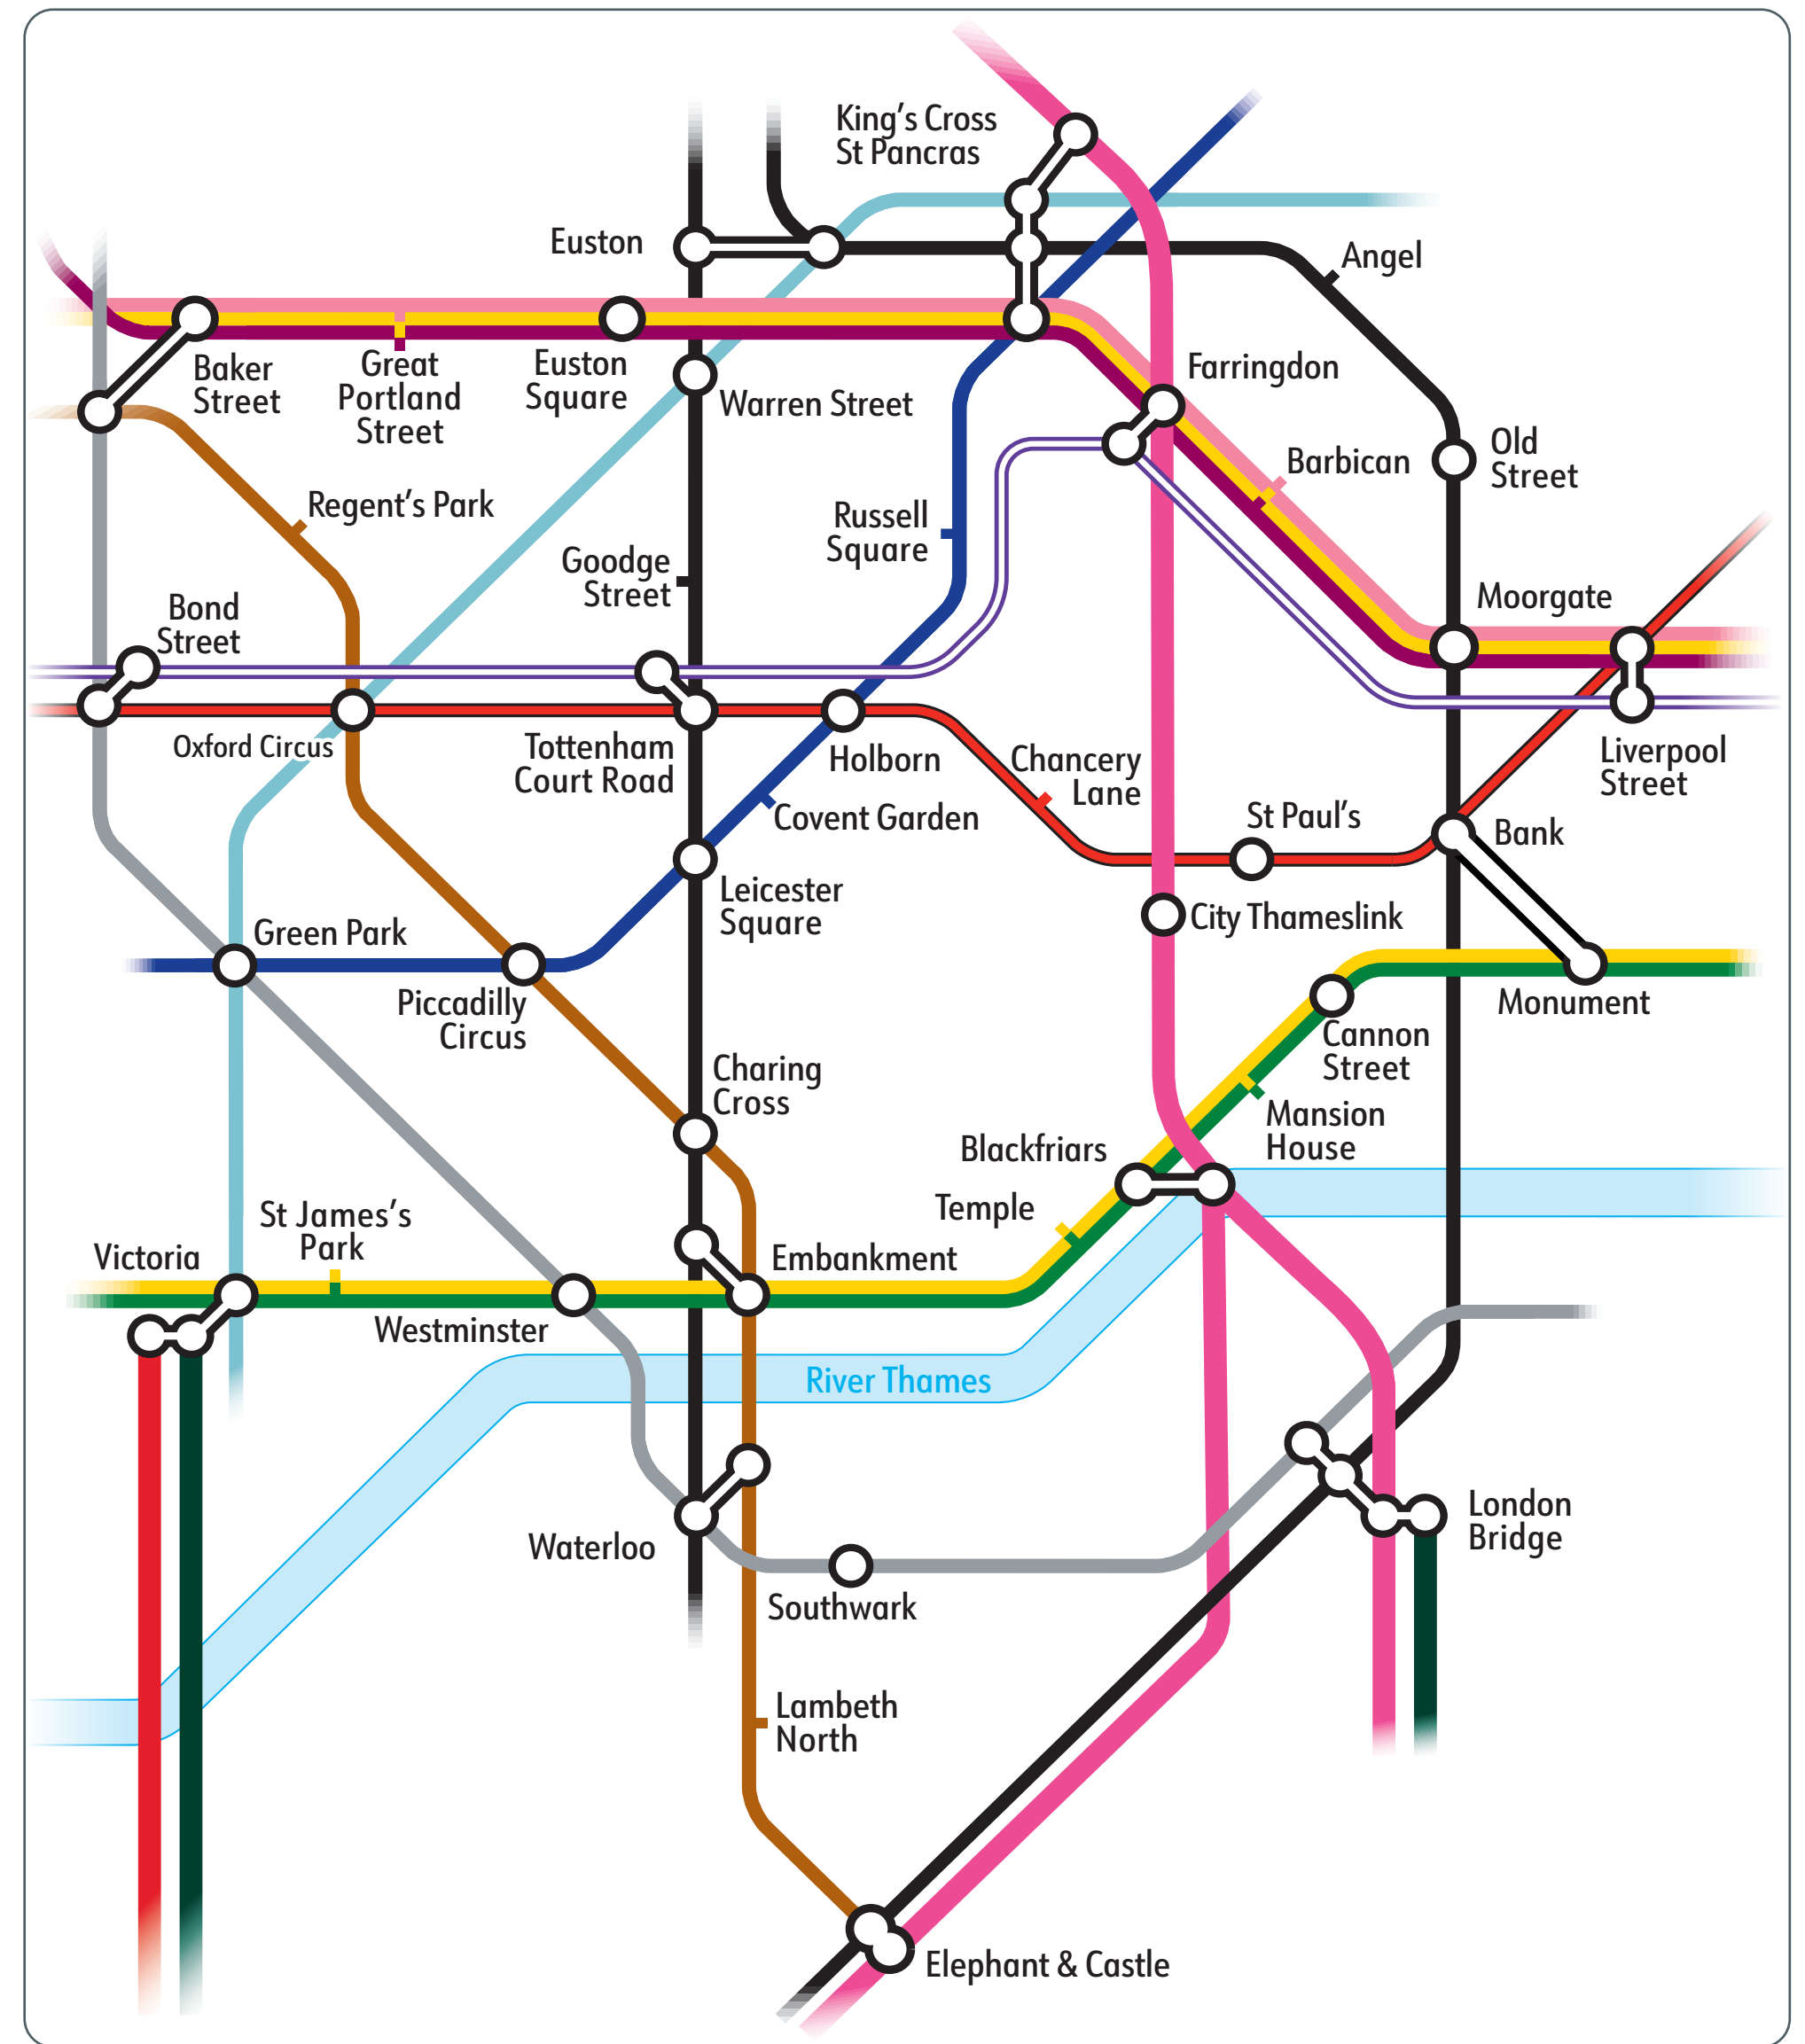 King's Cross
St Pancras
Euston
Angel
Baker
Street
Great
Portland
Street
Euston
Square
Warren Street
Farringdon
Old
Street
Barbican
Regent's Park
Russell
Square
Goodge
Street
Bond
Street
Moorgate
Oxford Circus
Tottenham
Court Road
Holborn
Chancery
Lane
Liverpool
Street
Covent Garden
St Paul's
Bank
Leicester
Square
City Thameslink
Green Park
Piccadilly
Circus
Monument
Cannon
Street
Charing
Cross
Mansion
House
Blackfriars
Temple
St James's
Park
Victoria
Embankment
Westminster
River Thames
London
Bridge
Waterloo
Southwark
Lambeth
North
Elephant & Castle